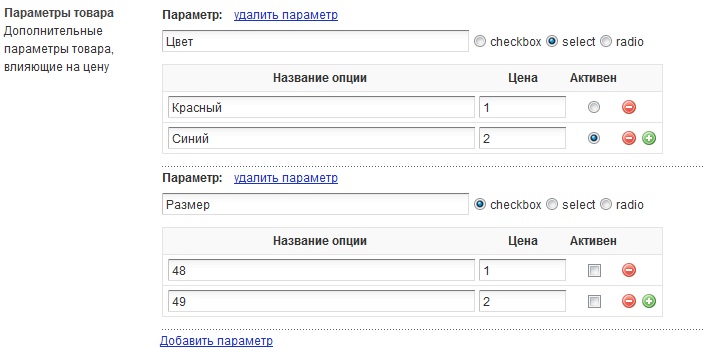 Параметры товара
Дополнительные
параметры товара,
влияющие на цену
Параметр: удалить параметр
Цвет checkbox select radio
Название опции Цена Активен
Красный 1
Синий 2
Параметр: удалить параметр
Размер checkbox select radio
Название опции Цена Активен
48 1
49 2
Добавить параметр